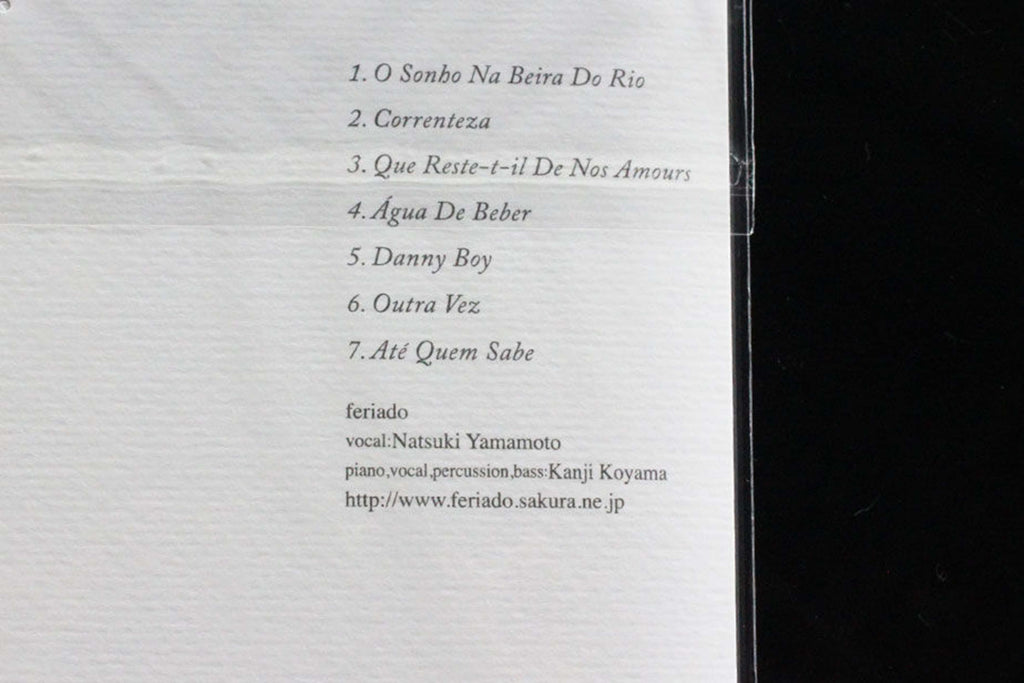 1. O Sonho Na Beira Do Rio
2. Correnteza
3. Que Reste-t-il De Nos Amours
4. Água De Beber
5. Danny Boy
6. Outra Vez
7. Até Quem Sabe
feriado
vocal:Natsuki Yamamoto
piano,vocal,percussion,bass:Kanji Koyama
http://www.feriado.sakura.ne.jp